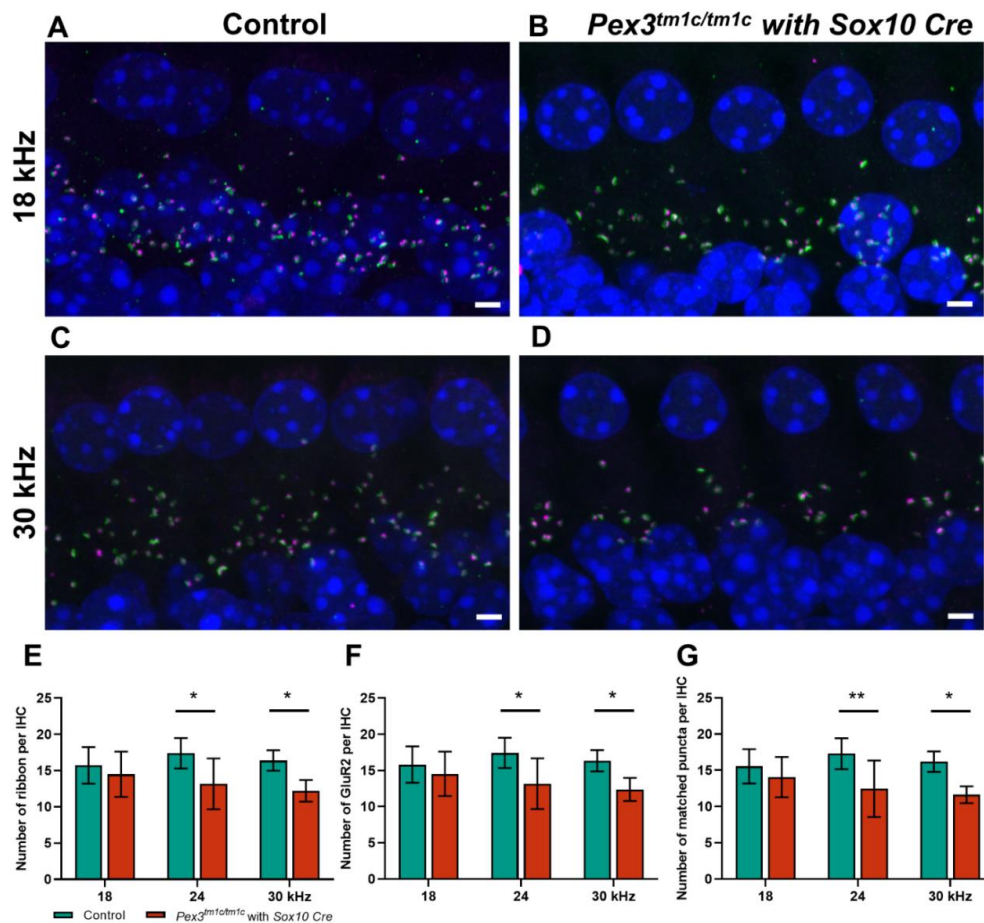 A
Control
B
Pex3tm1c/tm1c with Sox10 Cre
18 kHz
C
D
30 kHz
E
F
G
Number of ribbon per IHC
25
20
15
10
5
0
*
*
18
24
30 kHz
Number of GluR2 per IHC
25
20
15
10
5
0
*
*
18
24
30 kHz
Number of matched puncta per IHC
25
20
15
10
5
0
**
*
18
24
30 kHz
Control
Pex3tm1c/tm1c with Sox10 Cre